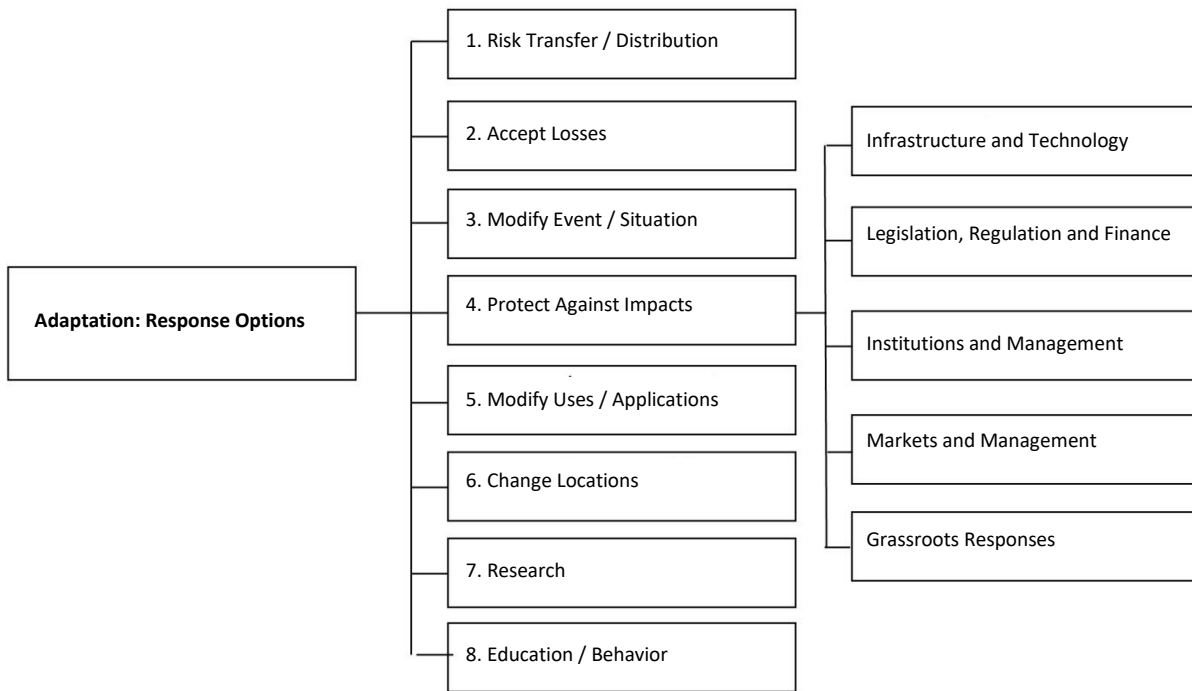 Adaptation: Response Options
1. Risk Transfer / Distribution
2. Accept Losses
3. Modify Event / Situation
4. Protect Against Impacts
5. Modify Uses / Applications
6. Change Locations
7. Research
8. Education / Behavior
Infrastructure and Technology
Legislation, Regulation and Finance
Institutions and Management
Markets and Management
Grassroots Responses